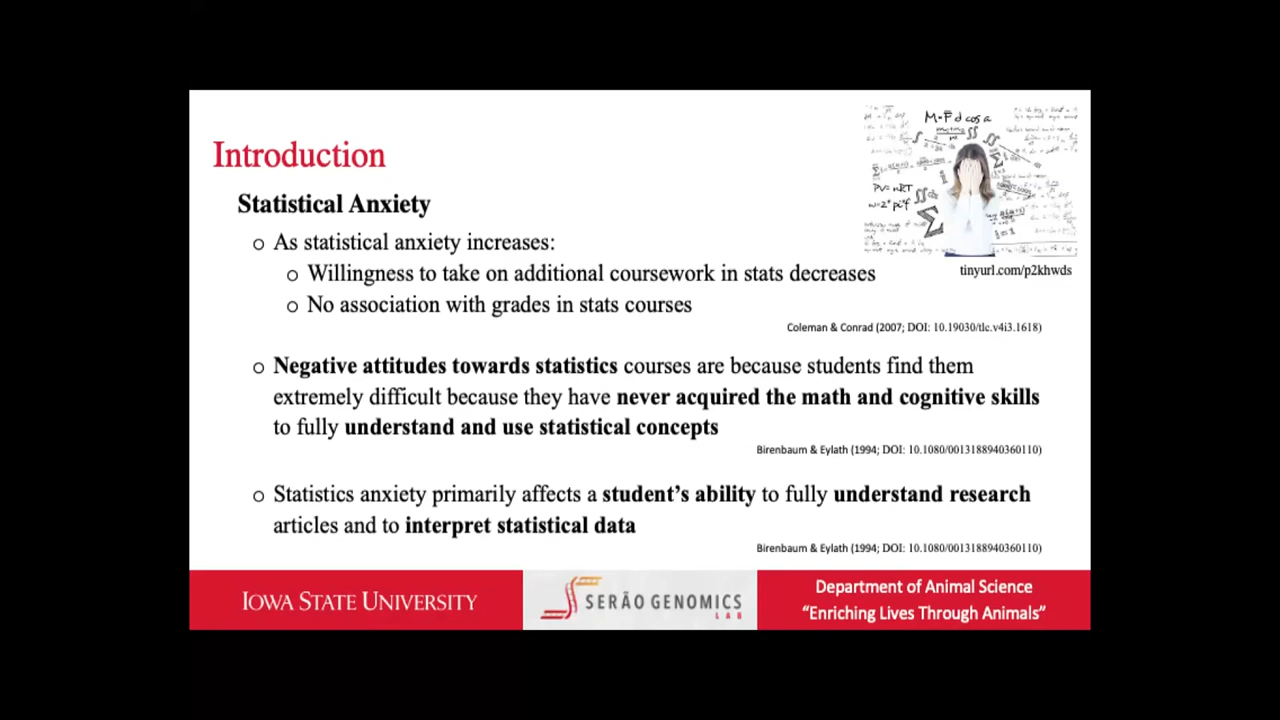 Introduction
Statistical Anxiety
o As statistical anxiety increases:
o Willingness to take on additional coursework in stats decreases
o No association with grades in stats courses
Coleman & Conrad (2007; DOI: 10.19030/tlc.v4i3.1618)
o Negative attitudes towards statistics courses are because students find them
extremely difficult because they have never acquired the math and cognitive skills
to fully understand and use statistical concepts
Birenbaum & Eylath (1994; DOI: 10.1080/0013188940360110)
o Statistics anxiety primarily affects a student’s ability to fully understand research
articles and to interpret statistical data
Birenbaum & Eylath (1994; DOI: 10.1080/0013188940360110)
M=F d cos a
PV=nRT
i=1
tinyurl.com/p2khwds
IOWA STATE UNIVERSITY
SERÃO GENOMICS
LAB
Department of Animal Science
“Enriching Lives Through Animals”